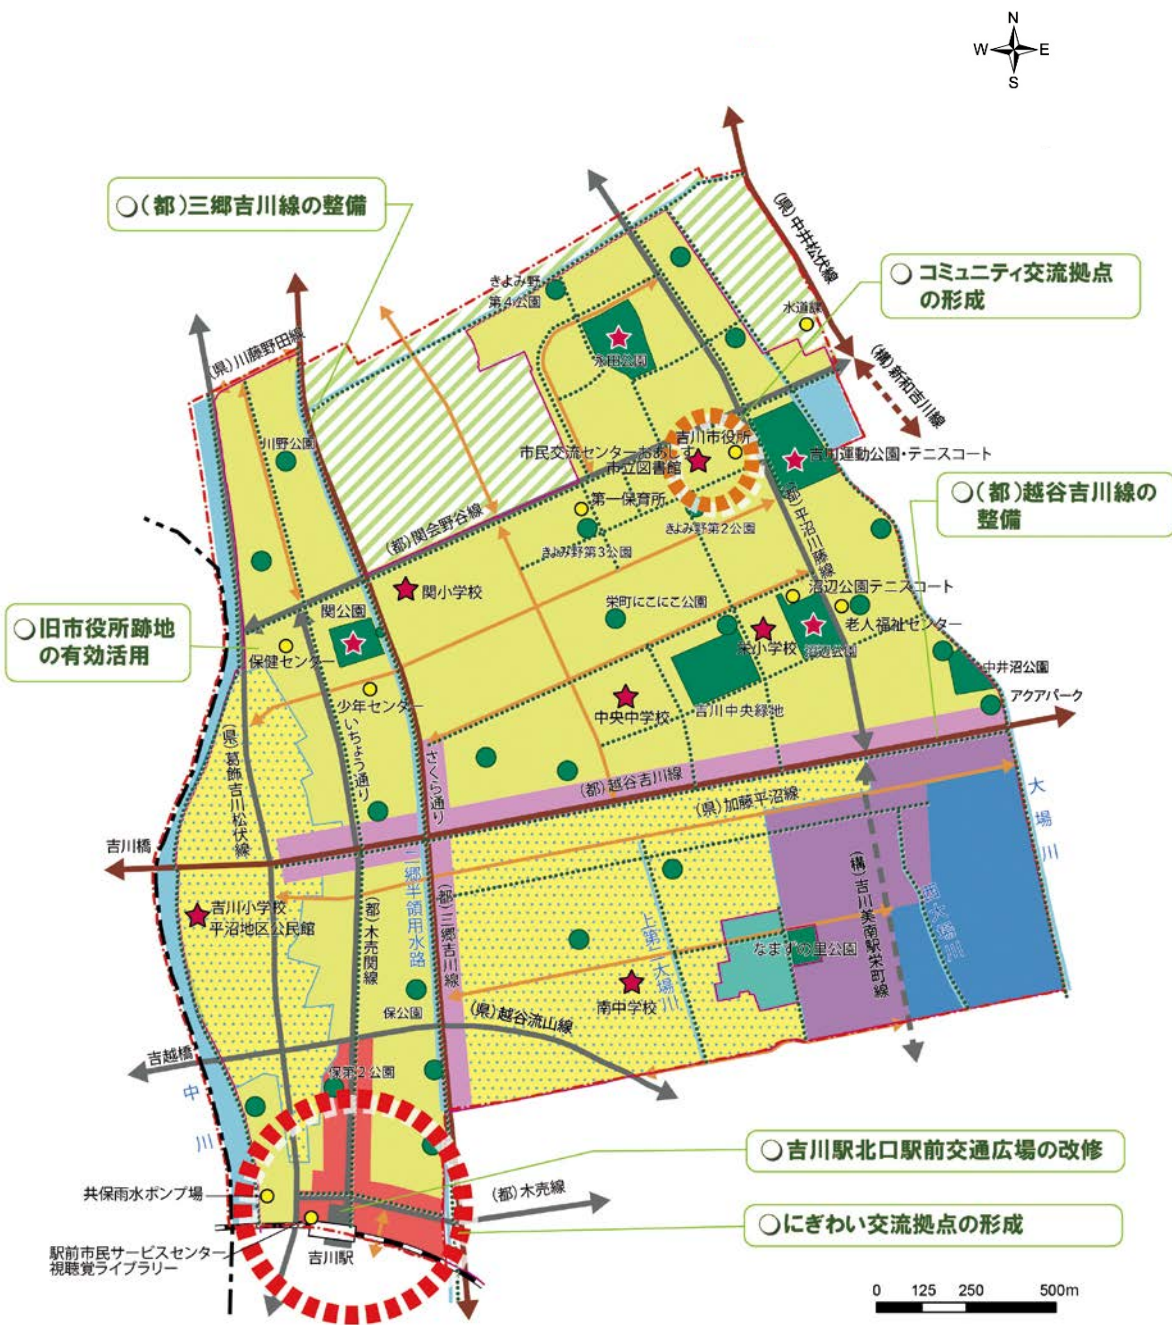 N
W E
S
○(都)三郷吉川線の整備
(県)中井松伏線
○ コミュニティ交流拠点
の形成
水道課
(構)新和吉川線
きよみ野
第4公園
永田公園
(県)川藤野田線
川野公園
吉川市役所
市民交流センターおあしす
市立図書館
吉川運動公園・テニスコート
○(都)越谷吉川線の
整備
第一保育所
(都)関会野谷線
きよみ野第3公園
きよみ野第2公園
(都)平沼川藤線
関小学校
沼辺公園テニスコート
関公園
栄町にこにこ公園
老人福祉センター
○旧市役所跡地
の有効活用
保健センター
栄小学校
沼辺公園
中井沼公園
少年センター
中央中学校
吉川中央緑地
アクアパーク
いちょう通り
さくら通り
(県)葛飾吉川松伏線
(都)越谷吉川線
(県)加藤平沼線
大場川
吉川橋
二郷半領用水路
(都)三郷吉川線
(都)木売関線
(構)吉川美南駅栄町線
西大場川
上第二大場川
吉川小学校
平沼地区公民館
なまずの里公園
南中学校
保公園
(県)越谷流山線
吉越橋
保第2公園
中川
○吉川駅北口駅前交通広場の改修
共保雨水ポンプ場
(都)木売線
○にぎわい交流拠点の形成
駅前市民サービスセンター
視聴覚ライブラリー
吉川駅
0 125 250 500m